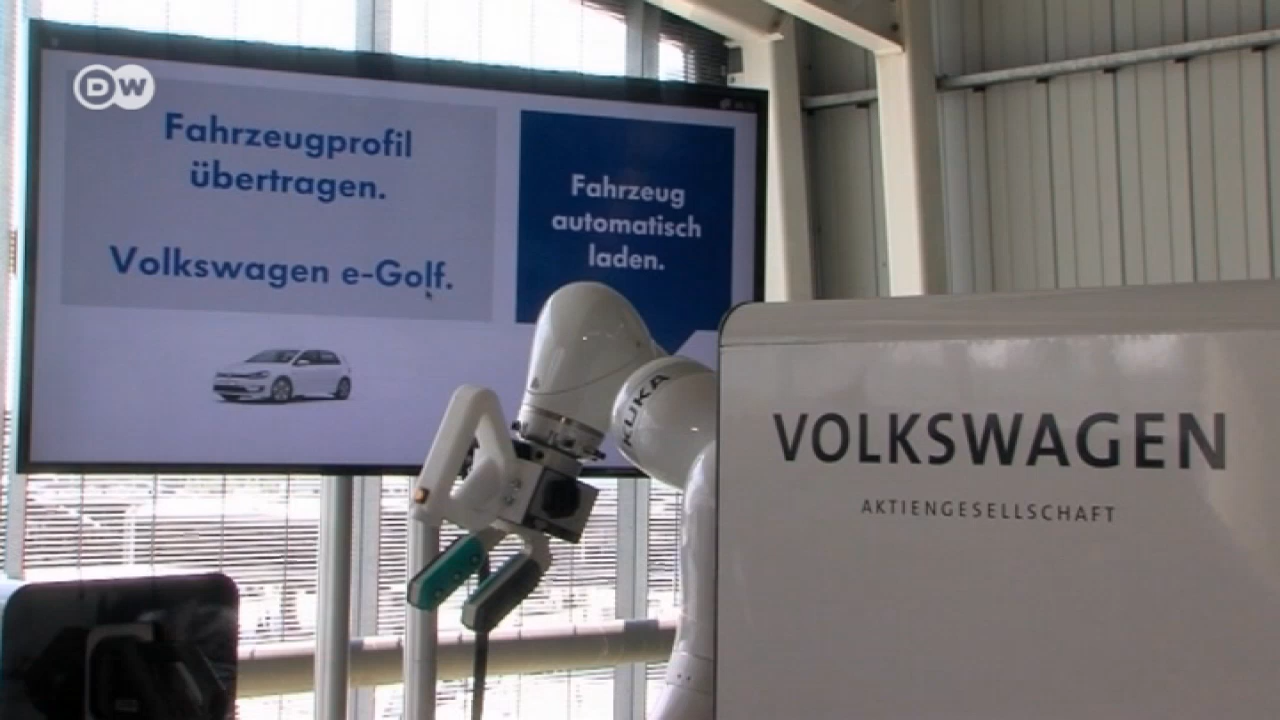 DW
Fahrzeugprofil
übertragen.
Volkswagen e-Golf.
Fahrzeug
automatisch
laden.
KUKA
VOLKSWAGEN
AKTIENGESELLSCHAFT